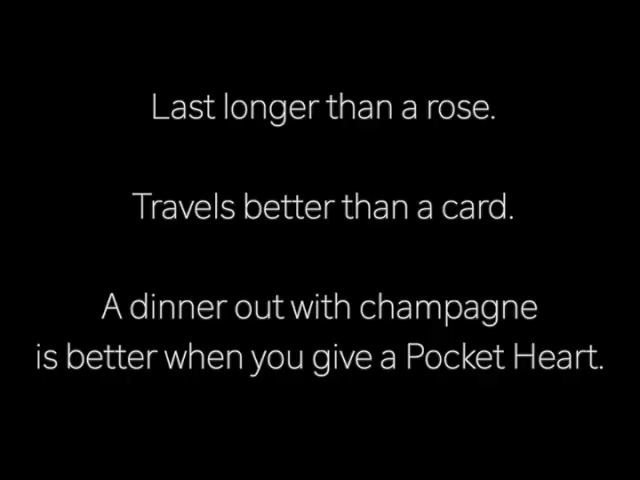 Last longer than a rose.
Travels better than a card.
A dinner out with champagne
is better when you give a Pocket Heart.